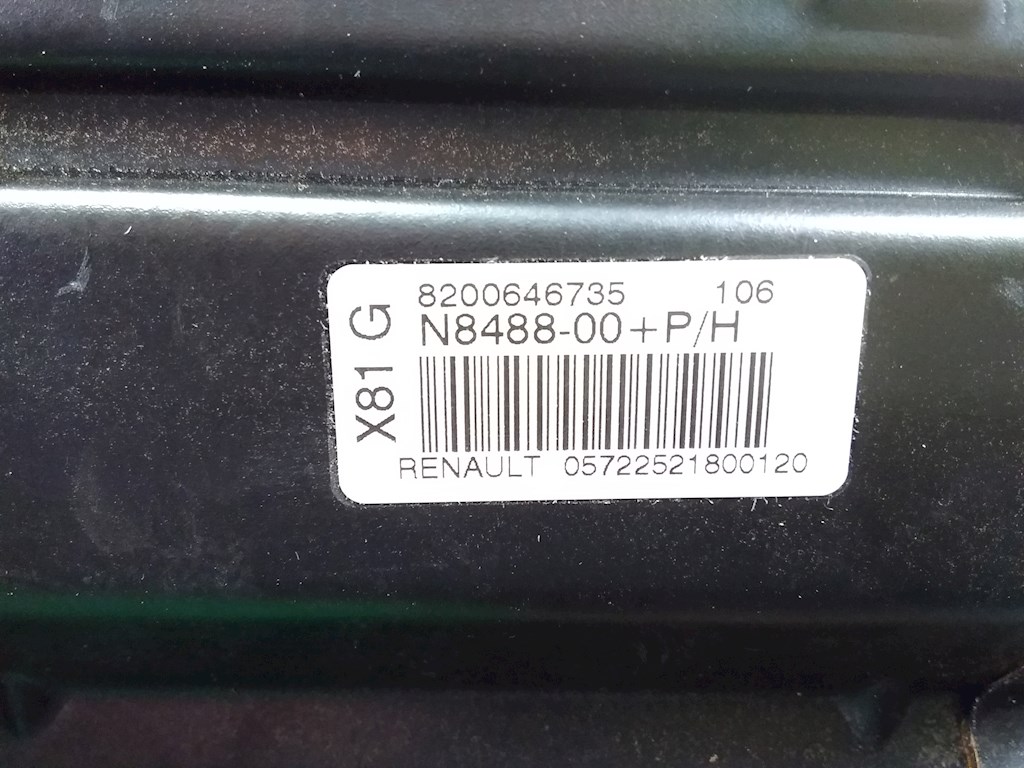 8200646735 106
N8488-00+P/H
X81 G
RENAULT 05722521800120